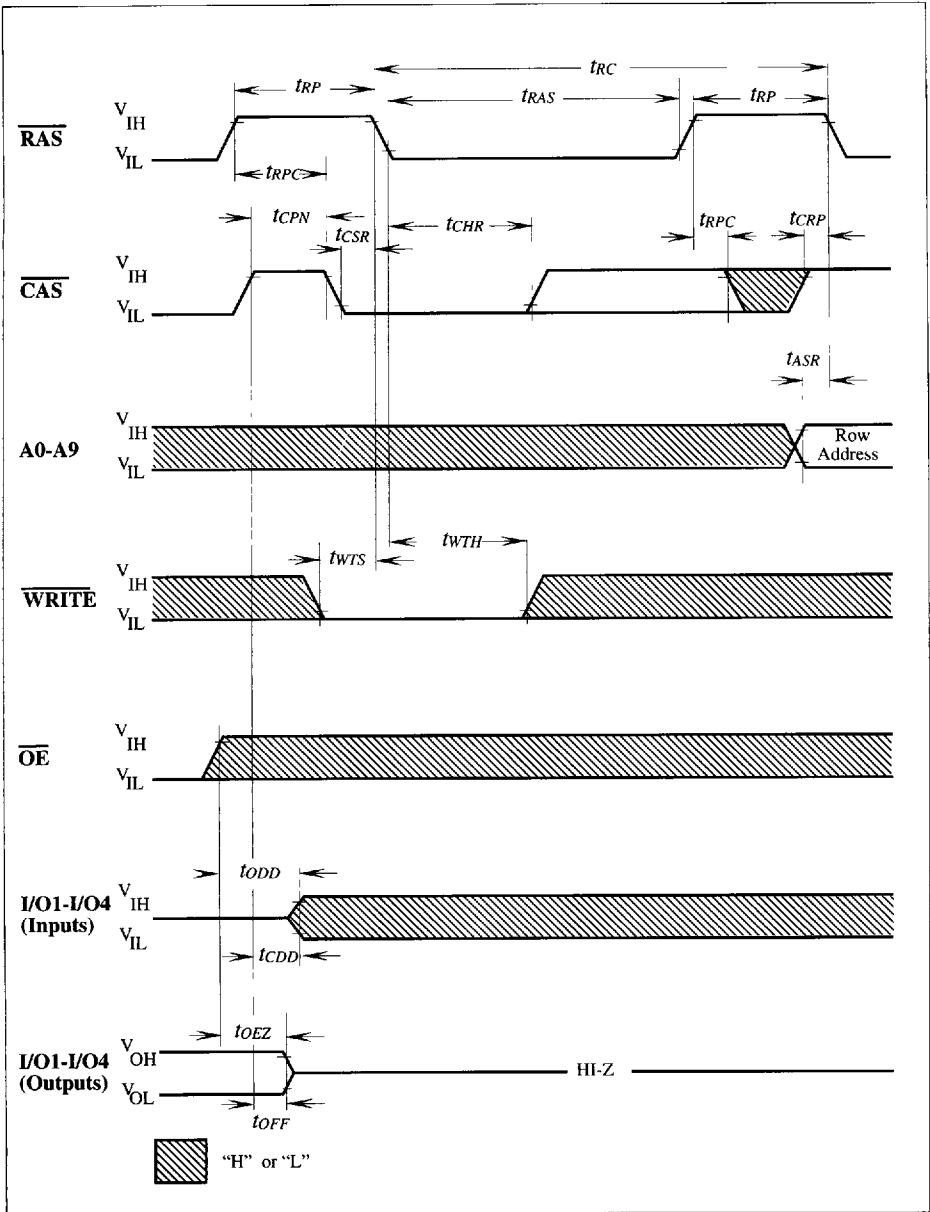 tRC
tRP
tRAS
tRP
VIH
RAS
VIL
tRPC
tCPN
tCSR
tCHR
tRPC
tCRP
VIH
CAS
VIL
tASR
VIH
A0-A9
Row
Address
VIL
tWTS
tWTH
VIH
WRITE
VIL
VIH
OE
VIL
tODD
I/O1-I/O4
(Inputs)
VIH
VIL
tCDD
tOEZ
I/O1-I/O4
(Outputs)
VOH
HI-Z
VOL
tOFF
"H" or "L"